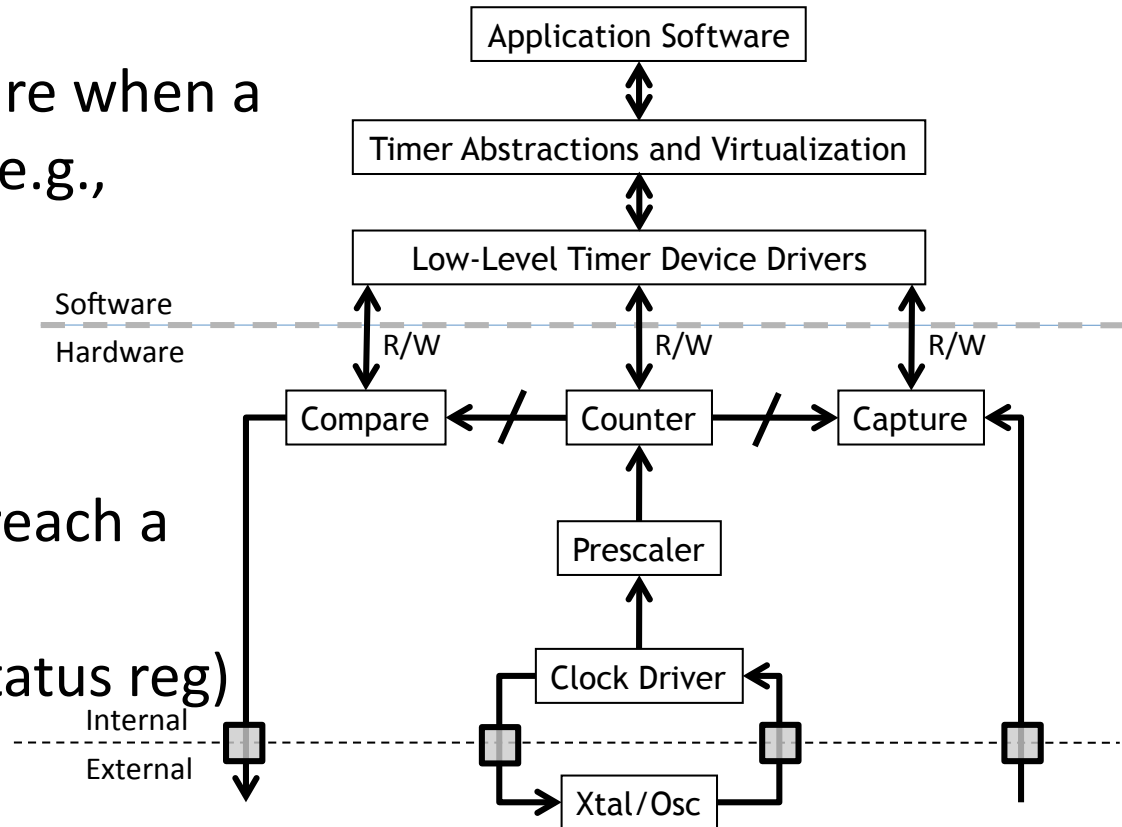 Application Software
re when a
Timer Abstractions and Virtualization
e.g.,
Low-Level Timer Device Drivers
Software
Hardware
R/W
R/W
R/W
Compare
Counter
Capture
reach a
Prescaler
tatus reg)
Clock Driver
Internal
External
Xtal/Osc